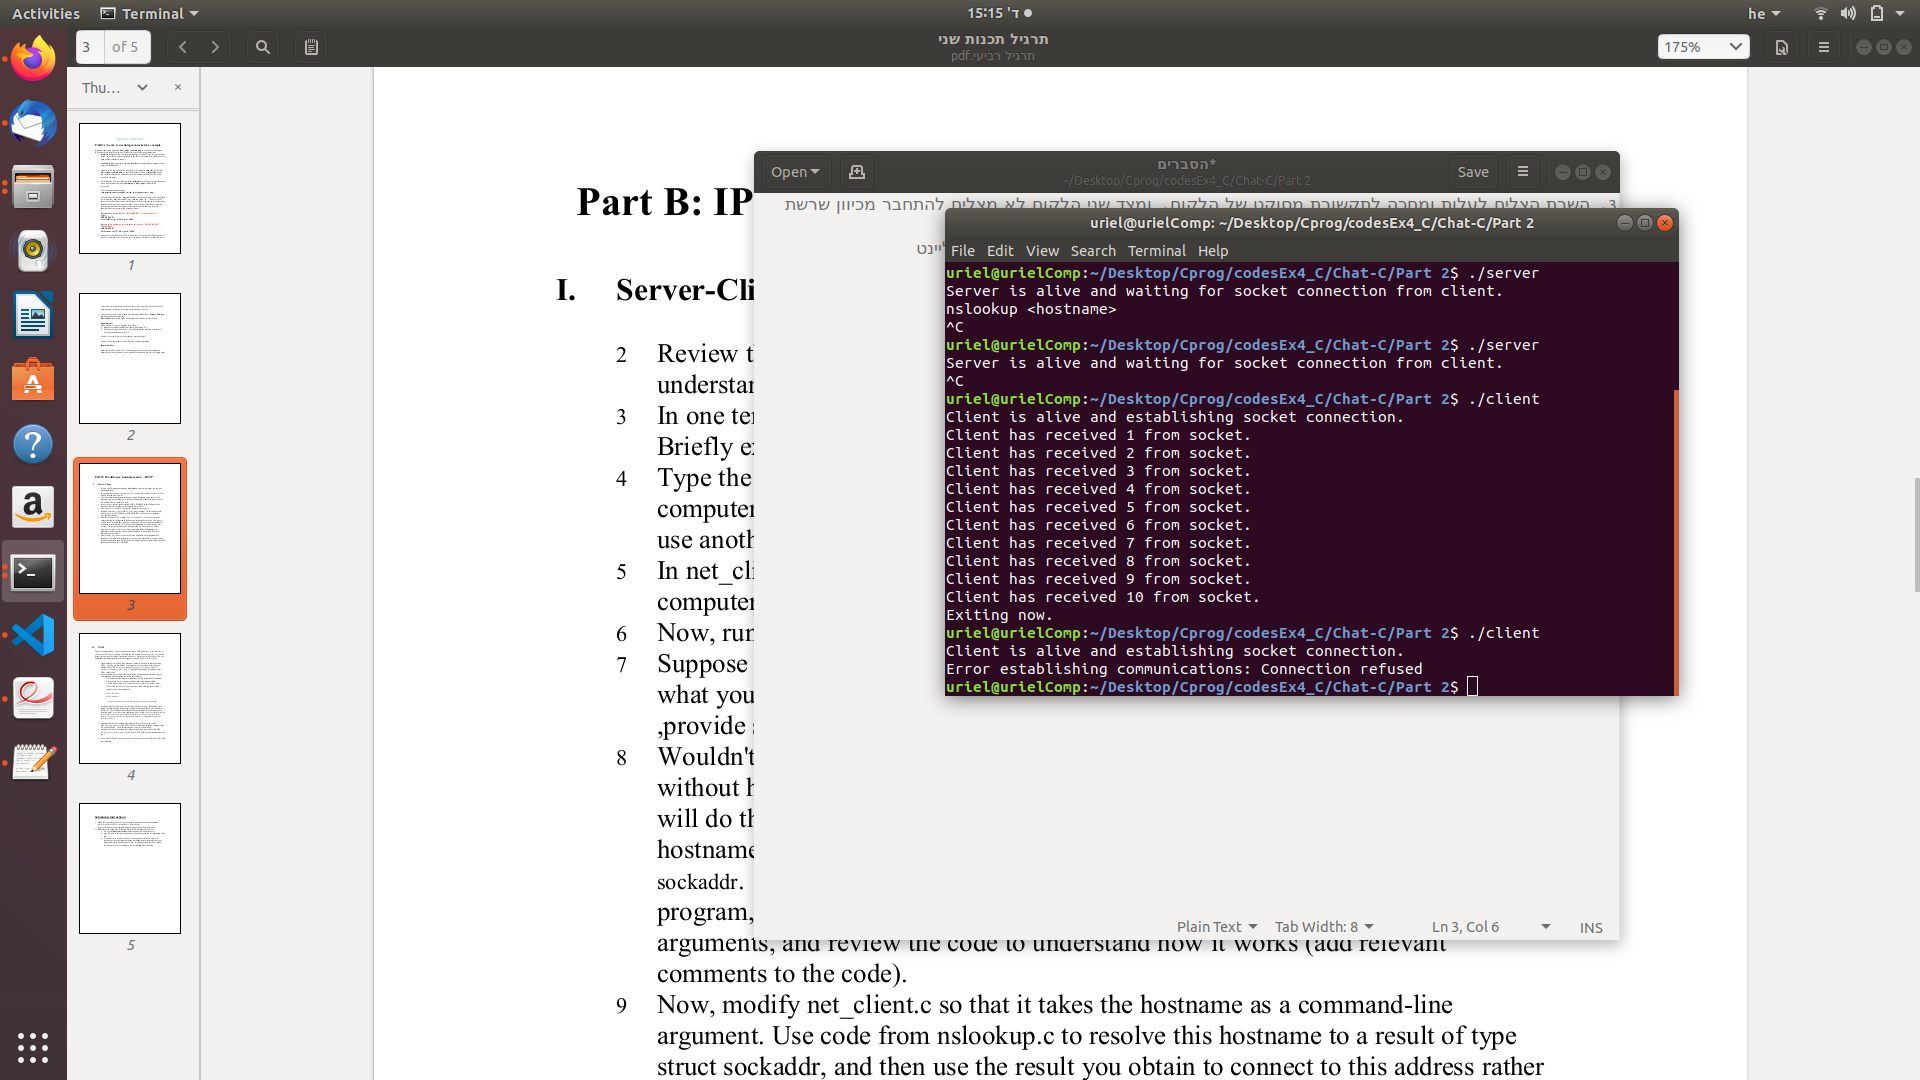 Activities
Terminal
ד' 15:15
he
3 of 5
תרגיל תכנות שני
תרגיל רביעי.pdf
175%
Thu...
1
2
3
4
5
Part B: IP
I. Server-Cli
2 Review t
understan
3 In one ter
Briefly ex
4 Type the
computer
use anoth
5 In net_cli
computer
6 Now, run
7 Suppose
what you
,provide s
8 Wouldn't
without h
will do th
hostname
sockaddr.
program,
arguments, and review the code to understand how it works (add relevant
comments to the code).
9 Now, modify net_client.c so that it takes the hostname as a command-line
argument. Use code from nslookup.c to resolve this hostname to a result of type
struct sockaddr, and then use the result you obtain to connect to this address rather
Open
*הסברים
~/Desktop/Cprog/codesEx4_C/Chat-C/Part 2
Save
3. השרת הצליח לעלות ומחכה לתקשורת מסוקט של הלקוח. ומצד שני הלקוח לא מצליח להתחבר מכיוון שרשת
ליינט
Plain Text
Tab Width: 8
Ln 3, Col 6
INS
uriel@urielComp: ~/Desktop/Cprog/codesEx4_C/Chat-C/Part 2
File Edit View Search Terminal Help
uriel@urielComp:~/Desktop/Cprog/codesEx4_C/Chat-C/Part 2$ ./server
Server is alive and waiting for socket connection from client.
nslookup <hostname>
^C
uriel@urielComp:~/Desktop/Cprog/codesEx4_C/Chat-C/Part 2$ ./server
Server is alive and waiting for socket connection from client.
^C
uriel@urielComp:~/Desktop/Cprog/codesEx4_C/Chat-C/Part 2$ ./client
Client is alive and establishing socket connection.
Client has received 1 from socket.
Client has received 2 from socket.
Client has received 3 from socket.
Client has received 4 from socket.
Client has received 5 from socket.
Client has received 6 from socket.
Client has received 7 from socket.
Client has received 8 from socket.
Client has received 9 from socket.
Client has received 10 from socket.
Exiting now.
uriel@urielComp:~/Desktop/Cprog/codesEx4_C/Chat-C/Part 2$ ./client
Client is alive and establishing socket connection.
Error establishing communications: Connection refused
uriel@urielComp:~/Desktop/Cprog/codesEx4_C/Chat-C/Part 2$